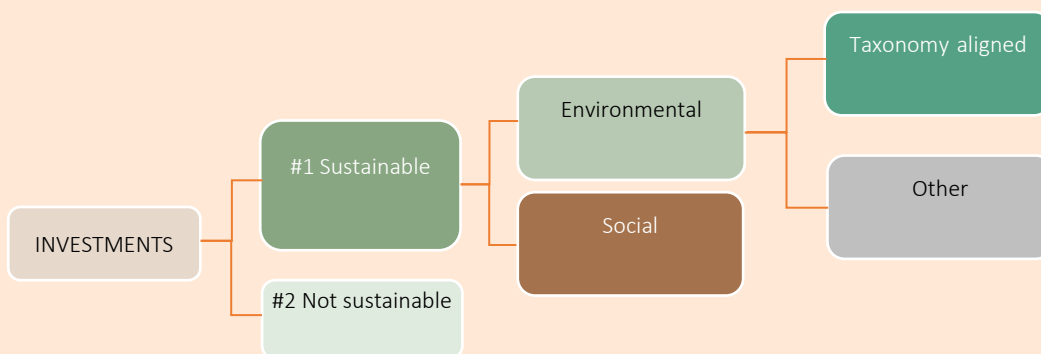 Taxonomy aligned
Environmental
#1 Sustainable
Other
Social
INVESTMENTS
#2 Not sustainable